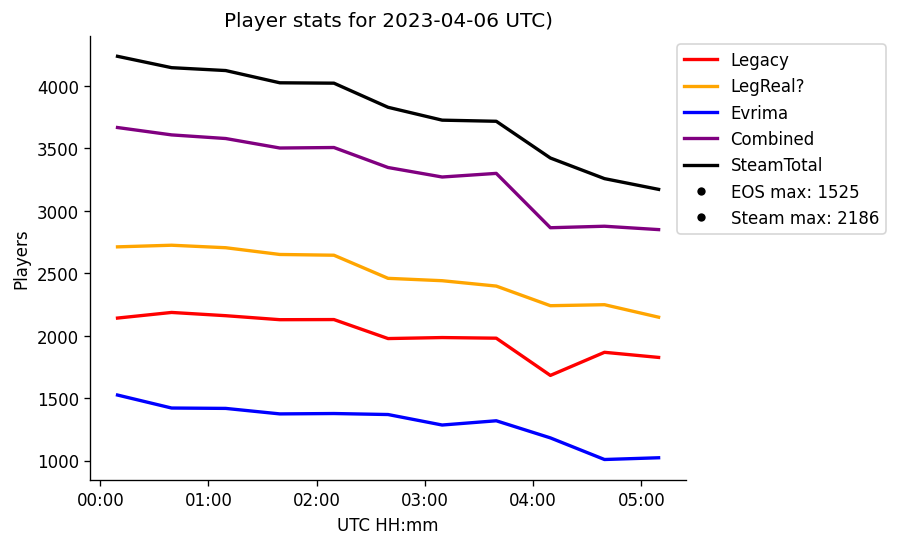 Player stats for 2023-04-06 UTC)
Legacy
LegReal?
Evrima
Combined
SteamTotal
EOS max: 1525
Steam max: 2186
Players
4000
3500
3000
2500
2000
1500
1000
00:00 01:00 02:00 03:00 04:00 05:00
UTC HH:mm